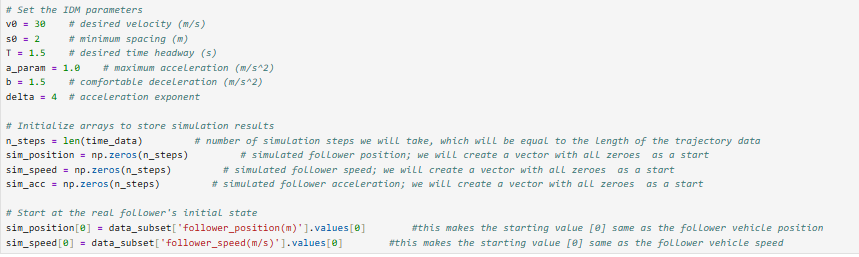 # Set the IDM parameters
v0 = 30    # desired velocity (m/s)
s0 = 2     # minimum spacing (m)
T = 1.5    # desired time headway (s)
a_param = 1.0    # maximum acceleration (m/s^2)
b = 1.5    # comfortable deceleration (m/s^2)
delta = 4  # acceleration exponent

# Initialize arrays to store simulation results
n_steps = len(time_data)         # number of simulation steps we will take, which will be equal to the length of the trajectory data
sim_position = np.zeros(n_steps)         # simulated follower position; we will create a vector with all zeroes  as a start
sim_speed = np.zeros(n_steps)         # simulated follower speed; we will create a vector with all zeroes  as a start
sim_acc = np.zeros(n_steps)         # simulated follower acceleration; we will create a vector with all zeroes  as a start

# Start at the real follower's initial state
sim_position[0] = data_subset['follower_position(m)'].values[0]        #this makes the starting value [0] same as the follower vehicle position
sim_speed[0] = data_subset['follower_speed(m/s)'].values[0]        #this makes the starting value [0] same as the follower vehicle speed